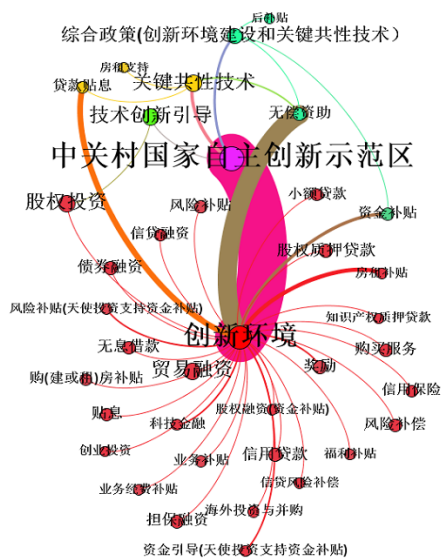 后补贴
综合政策(创新环境建设和关键共性技术)
房租支持
贷款贴息
关键共性技术
技术创新引导
无偿资助
中关村国家自主创新示范区
股权投资
风险补贴
小额贷款
资金补贴
信贷融资
股权质押贷款
债券融资
房租补贴
风险补贴(天使投资支持资金补贴)
知识产权质押贷款
创新环境
无息借款
购买服务
贸易融资
奖励
购(建或租)房补贴
信用保险
贴息
股权融资(资金补贴)
科技金融
风险补偿
创业投资
信用贷款
福利补贴
业务补贴
信贷风险补偿
业务经费补贴
海外投资与并购
担保融资
资金引导(天使投资支持资金补贴)